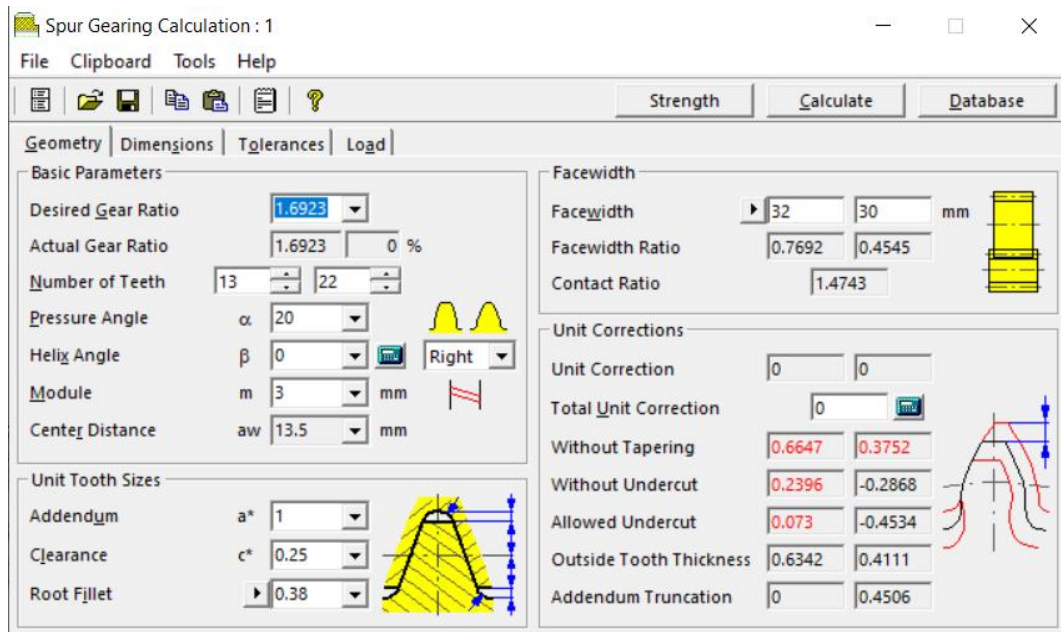 Spur Gearing Calculation : 1
File Clipboard Tools Help
Strength Calculate Database
Geometry Dimensions Tolerances Load
Basic Parameters
Desired Gear Ratio 1.6923
Actual Gear Ratio 1.6923 0 %
Number of Teeth 13 22
Pressure Angle α 20
Helix Angle β 0 Right
Module m 3 mm
Center Distance aw 13.5 mm
Unit Tooth Sizes
Addendum a* 1
Clearance c* 0.25
Root Fillet 0.38
Facewidth
Facewidth 32 30 mm
Facewidth Ratio 0.7692 0.4545
Contact Ratio 1.4743
Unit Corrections
Unit Correction 0 0
Total Unit Correction 0
Without Tapering 0.6647 0.3752
Without Undercut 0.2396 -0.2868
Allowed Undercut 0.073 -0.4534
Outside Tooth Thickness 0.6342 0.4111
Addendum Truncation 0 0.4506